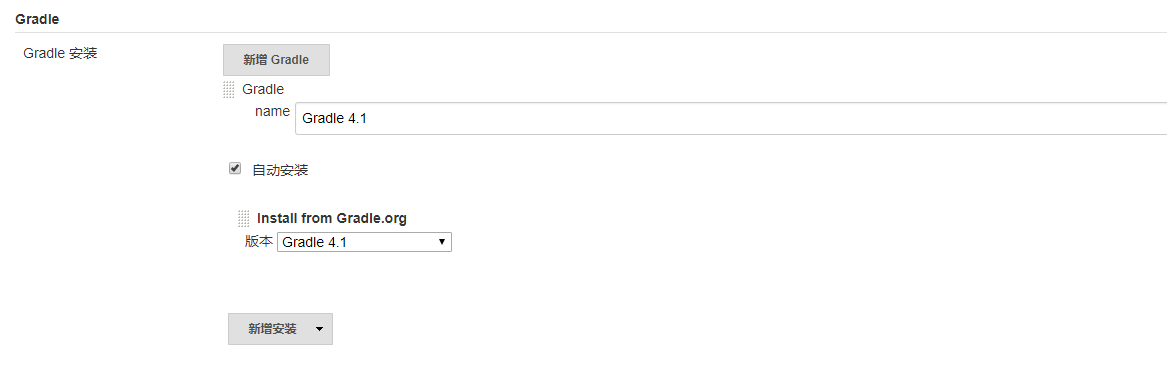 Gradle
Gradle 安装
新增 Gradle
Gradle
name
Gradle 4.1
自动安装
Install from Gradle.org
版本 Gradle 4.1
新增安装